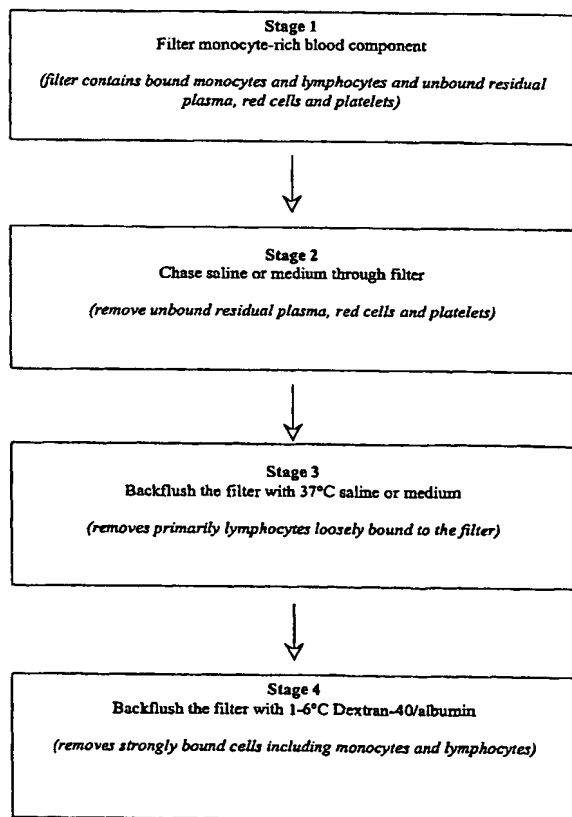 Stage 1
Filter monocyte-rich blood component
(filter contains bound monocytes and lymphocytes and unbound residual
plasma, red cells and platelets)
Stage 2
Chase saline or medium through filter
(remove unbound residual plasma, red cells and platelets)
Stage 3
Backflush the filter with 37°C saline or medium
(removes primarily lymphocytes loosely bound to the filter)
Stage 4
Backflush the filter with 1-6°C Dextran-40/albumin
(removes strongly bound cells including monocytes and lymphocytes)